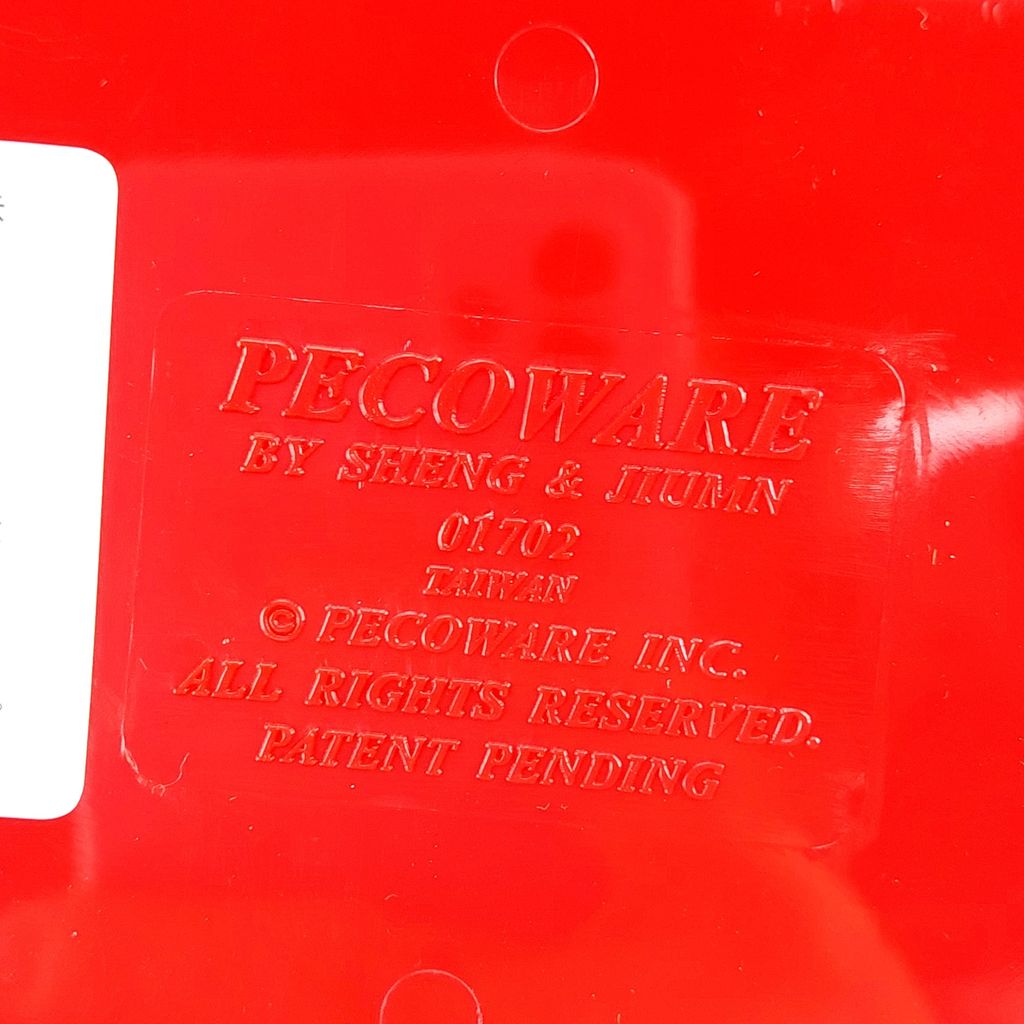 PECOWARE
BY SHENG & JIUMN
01702
TAIWAN
© PECOWARE INC.
ALL RIGHTS RESERVED.
PATENT PENDING